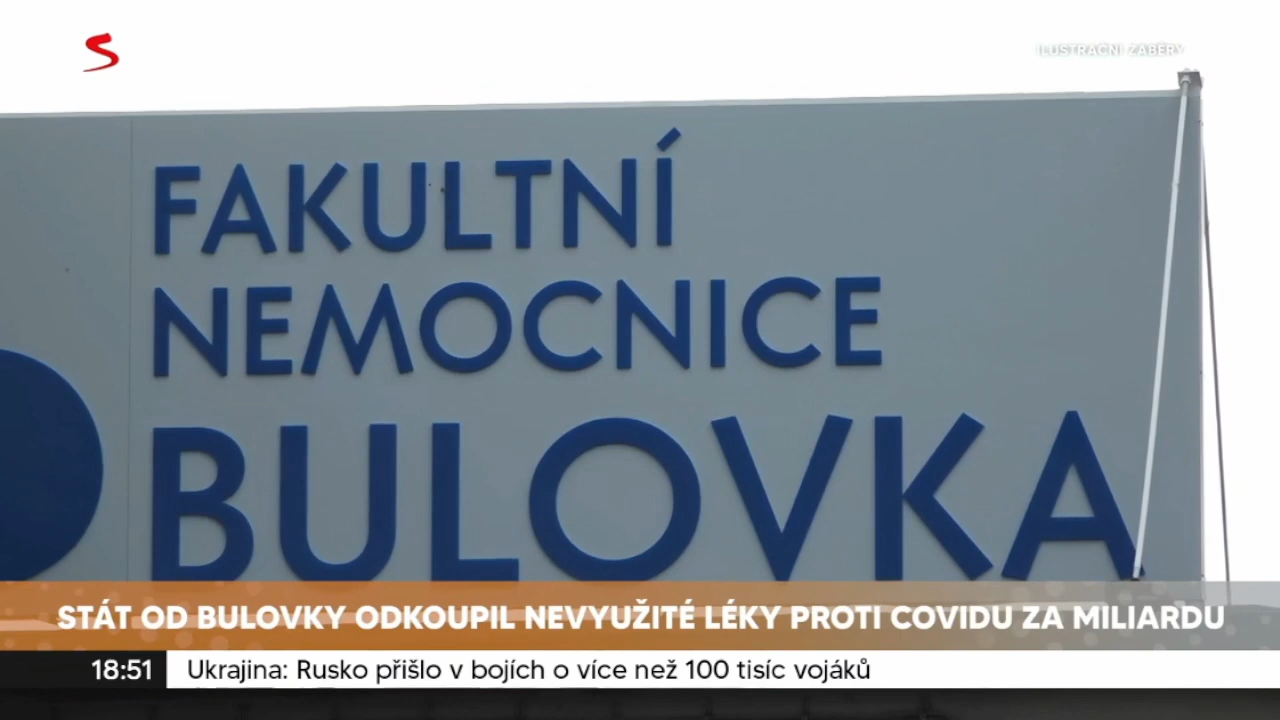 ILUSTRAČNÍ ZÁBĚRY
FAKULTNÍ
NEMOCNICE
BULOVKA
STÁT OD BULOVKY ODKOUPIL NEVYUŽITÉ LÉKY PROTI COVIDU ZA MILIARDU
18:51 Ukrajina: Rusko přišlo v bojích o více než 100 tisíc vojáků